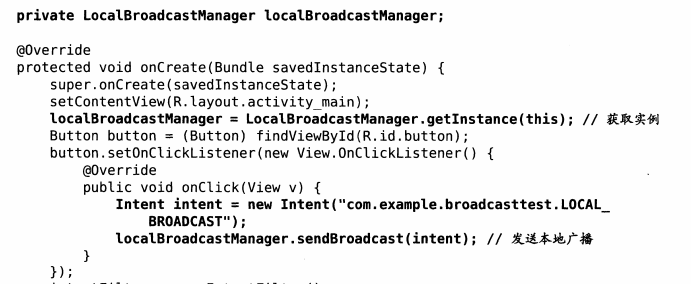 private LocalBroadcastManager localBroadcastManager;
@Override
protected void onCreate(Bundle savedInstanceState) {
super.onCreate(savedInstanceState);
setContentView(R.layout.activity_main);
localBroadcastManager = LocalBroadcastManager.getInstance(this); // 获取实例
Button button = (Button) findViewById(R.id.button);
button.setOnClickListener(new View.OnClickListener() {
@Override
public void onClick(View v) {
Intent intent = new Intent("com.example.broadcasttest.LOCAL_
BROADCAST");
localBroadcastManager.sendBroadcast(intent); // 发送本地广播
}
});